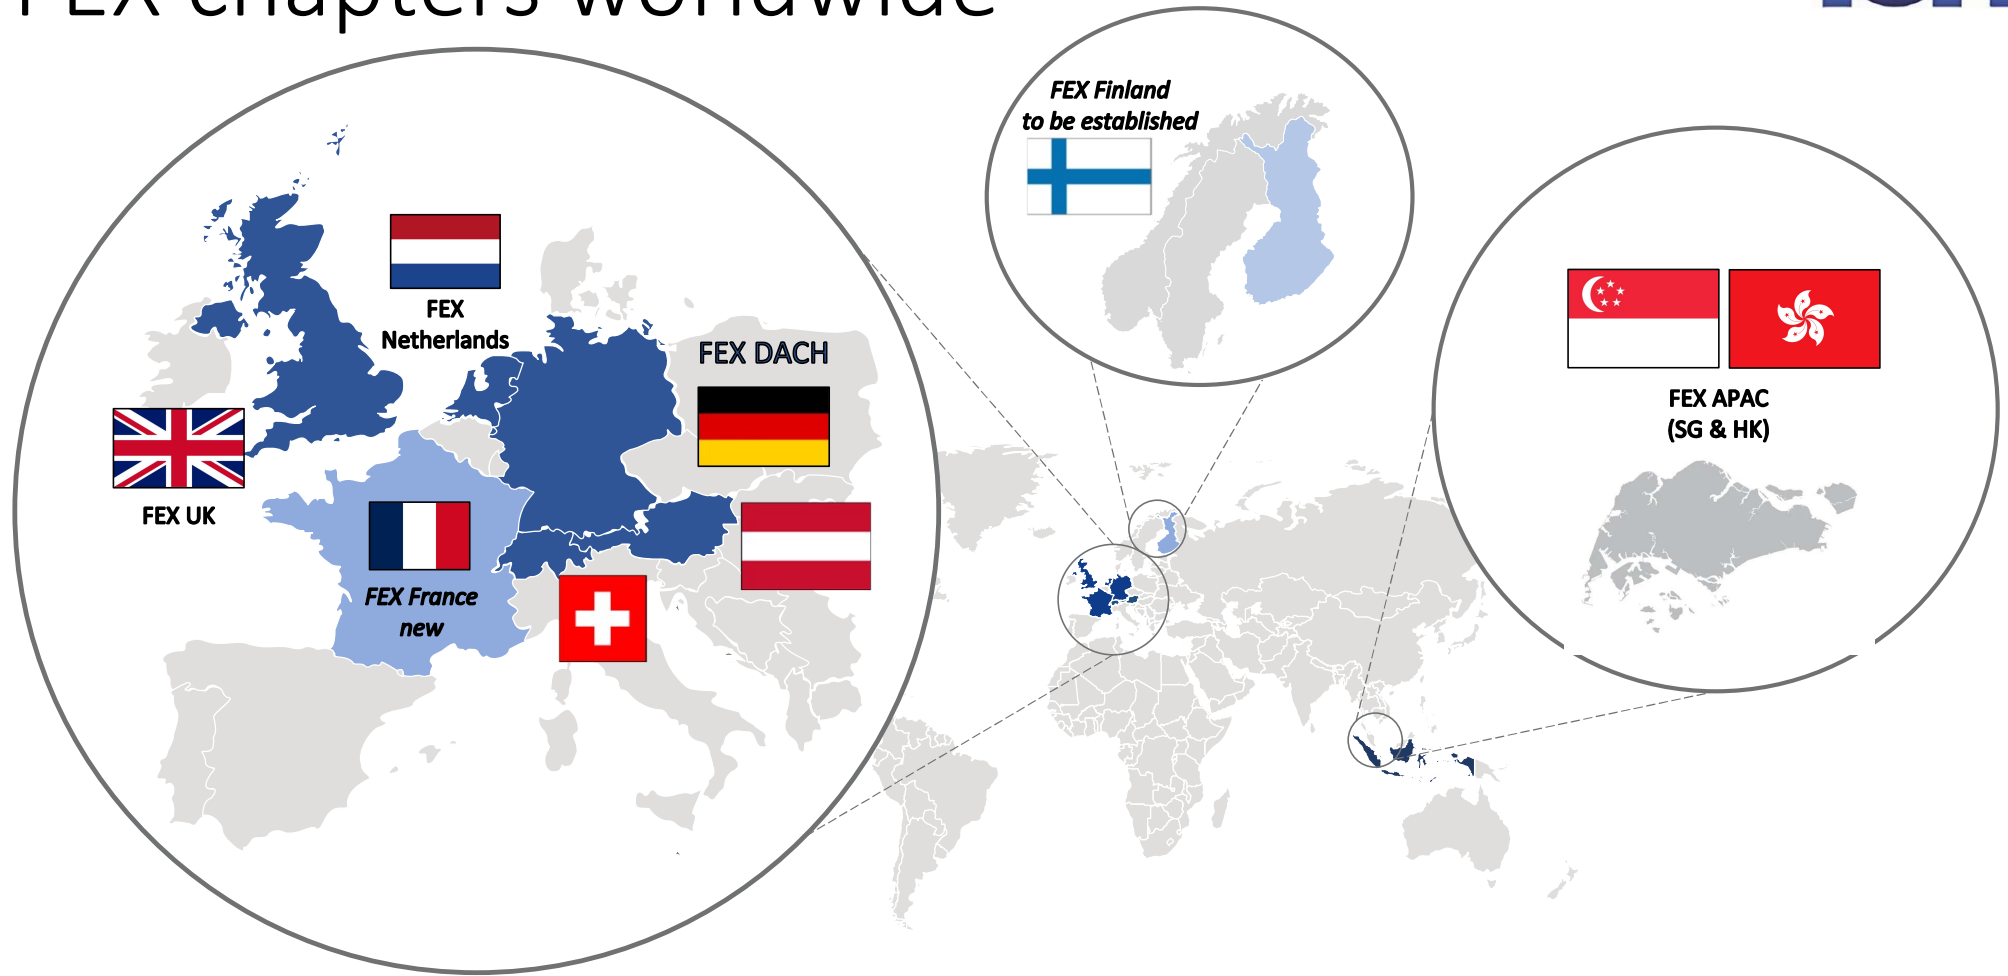 FEX chapters worldwide
FEX Finland
to be established
FEX
Netherlands
FEX DACH
FEX APAC
(SG & HK)
FEX UK
FEX France
new